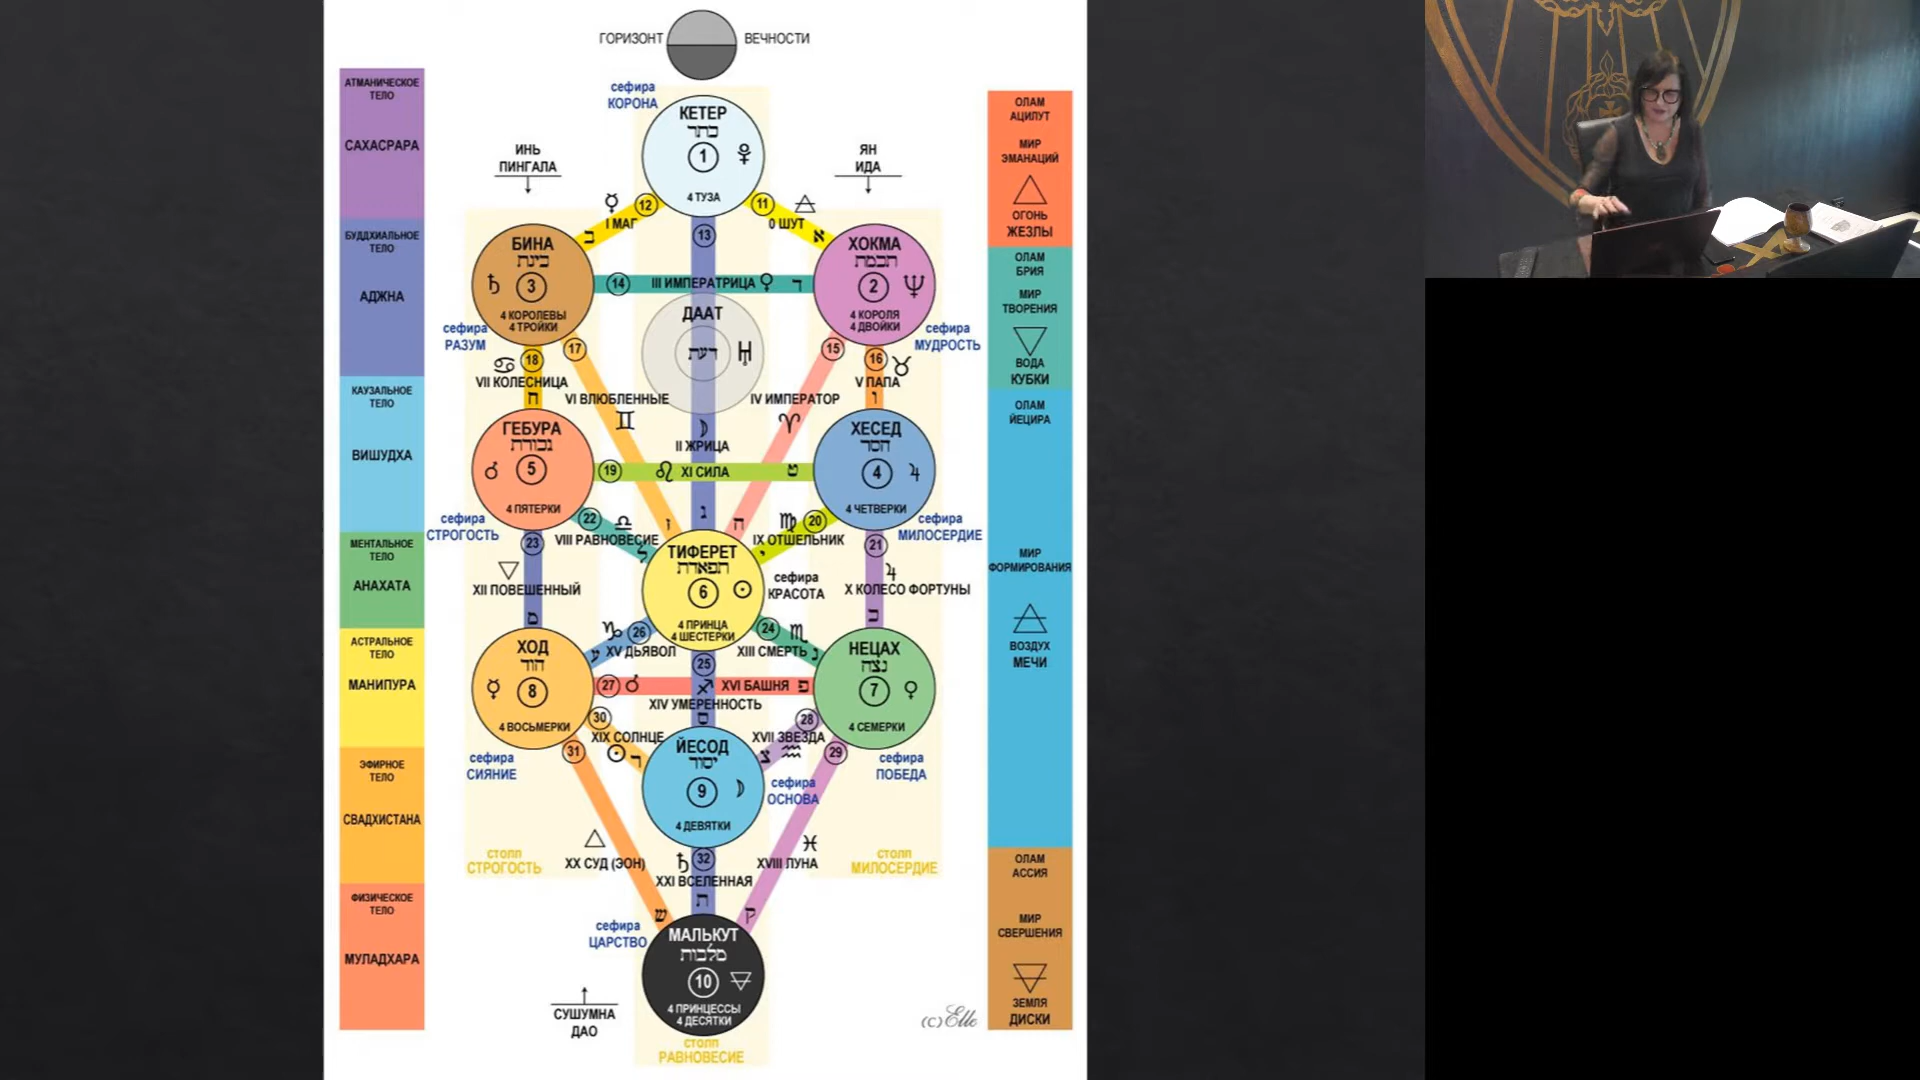 ГОРИЗОНТ
ВЕЧНОСТИ
АТМАНИЧЕСКОЕ
ТЕЛО
САХАСРАРА
БУДДХИАЛЬНОЕ
ТЕЛО
АДЖНА
КАУЗАЛЬНОЕ
ТЕЛО
ВИШУДХА
МЕНТАЛЬНОЕ
ТЕЛО
АНАХАТА
АСТРАЛЬНОЕ
ТЕЛО
МАНИПУРА
ЭФИРНОЕ
ТЕЛО
СВАДХИСТАНА
ФИЗИЧЕСКОЕ
ТЕЛО
МУЛАДХАРА
сефира
КОРОНА
КЕТЕР
כתר
1
4 ТУЗА
ИНЬ
ПИНГАЛА
ЯН
ИДА
12
I МАГ
ב
11
0 ШУТ
א
13
БИНА
בינה
3
4 КОРОЛЕВЫ
4 ТРОЙКИ
сефира
РАЗУМ
14
III ИМПЕРАТРИЦА
ד
ХОКМА
חכמה
2
4 КОРОЛЯ
4 ДВОЙКИ
сефира
МУДРОСТЬ
ДААТ
דעת
18
VII КОЛЕСНИЦА
ח
17
VI ВЛЮБЛЕННЫЕ
ז
15
IV ИМПЕРАТОР
ה
16
V ПАПА
ו
II ЖРИЦА
ג
ГЕБУРА
גבורה
5
4 ПЯТЕРКИ
сефира
СТРОГОСТЬ
19
XI СИЛА
ט
ХЕСЕД
חסד
4
4 ЧЕТВЕРКИ
сефира
МИЛОСЕРДИЕ
22
VIII РАВНОВЕСИЕ
ל
20
IX ОТШЕЛЬНИК
י
23
XII ПОВЕШЕННЫЙ
מ
21
X КОЛЕСО ФОРТУНЫ
כ
ТИФЕРЕТ
תפארת
6
4 ПРИНЦА
4 ШЕСТЕРКИ
сефира
КРАСОТА
26
XV ДЬЯВОЛ
ע
24
XIII СМЕРТЬ
נ
25
XIV УМЕРЕННОСТЬ
ס
ХОД
הוד
8
4 ВОСЬМЕРКИ
сефира
СИЯНИЕ
27
XVI БАШНЯ
פ
НЕЦАХ
נצח
7
4 СЕМЕРКИ
сефира
ПОБЕДА
30
XIX СОЛНЦЕ
ר
28
XVII ЗВЕЗДА
צ
ЙЕСОД
יסוד
9
4 ДЕВЯТКИ
сефира
ОСНОВА
31
XX СУД (ЭОН)
ש
29
XVIII ЛУНА
ק
32
XXI ВСЕЛЕННАЯ
ת
столп
СТРОГОСТЬ
столп
МИЛОСЕРДИЕ
сефира
ЦАРСТВО
МАЛЬКУТ
מלכות
10
4 ПРИНЦЕССЫ
4 ДЕСЯТКИ
столп
РАВНОВЕСИЕ
СУШУМНА
ДАО
(c) Elle
ОЛАМ
АЦИЛУТ
МИР
ЭМАНАЦИЙ
ОГОНЬ
ЖЕЗЛЫ
ОЛАМ
БРИЯ
МИР
ТВОРЕНИЯ
ВОДА
КУБКИ
ОЛАМ
ЙЕЦИРА
МИР
ФОРМИРОВАНИЯ
ВОЗДУХ
МЕЧИ
ОЛАМ
АССИЯ
МИР
СВЕРШЕНИЯ
ЗЕМЛЯ
ДИСКИ